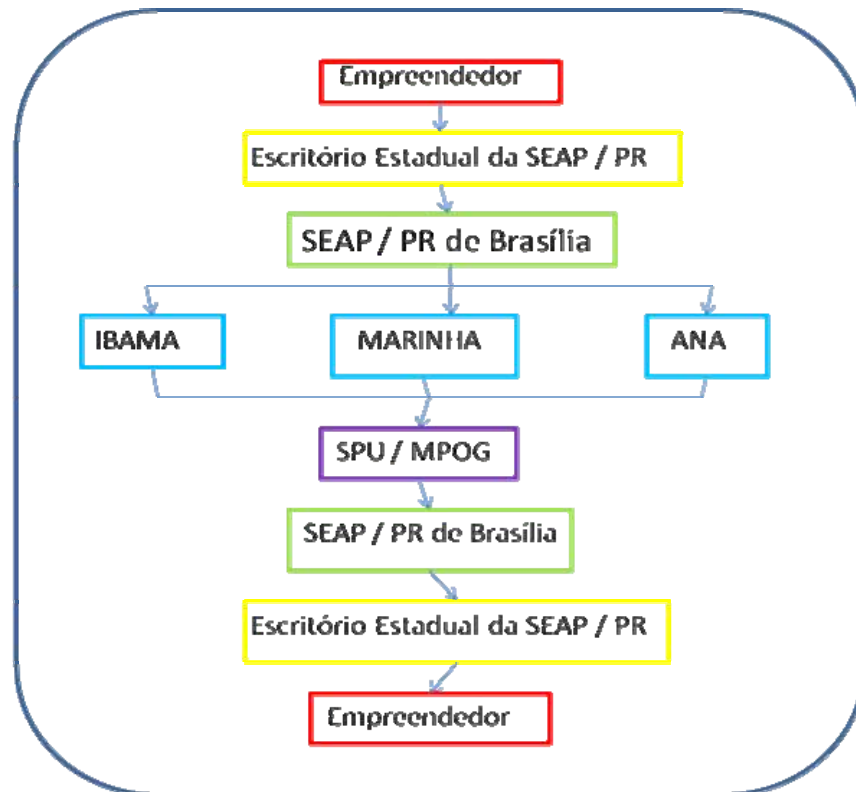 Empreendedor
Escritório Estadual da SEAP / PR
SEAP / PR de Brasília
IBAMA MARINHA ANA
SPU / MPOG
SEAP / PR de Brasília
Escritório Estadual da SEAP / PR
Empreendedor